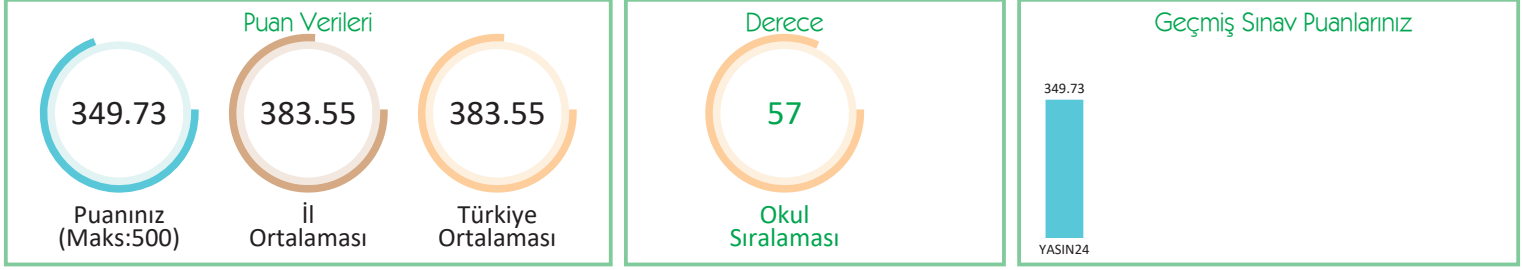 Puan Verileri
349.73
383.55
383.55
Puanınız
(Maks:500)
İl
Ortalaması
Türkiye
Ortalaması
Derece
57
Okul
Sıralaması
Geçmiş Sınav Puanlarınız
349.73
YASIN24